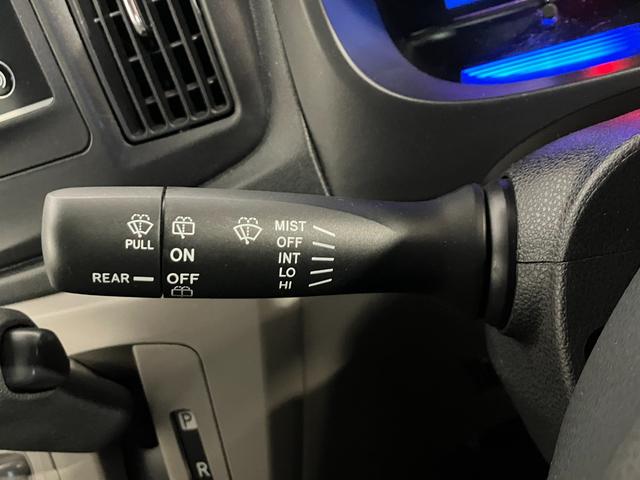 MIST
OFF
INT
LO
HI
PULL
ON
REAR OFF
P
R